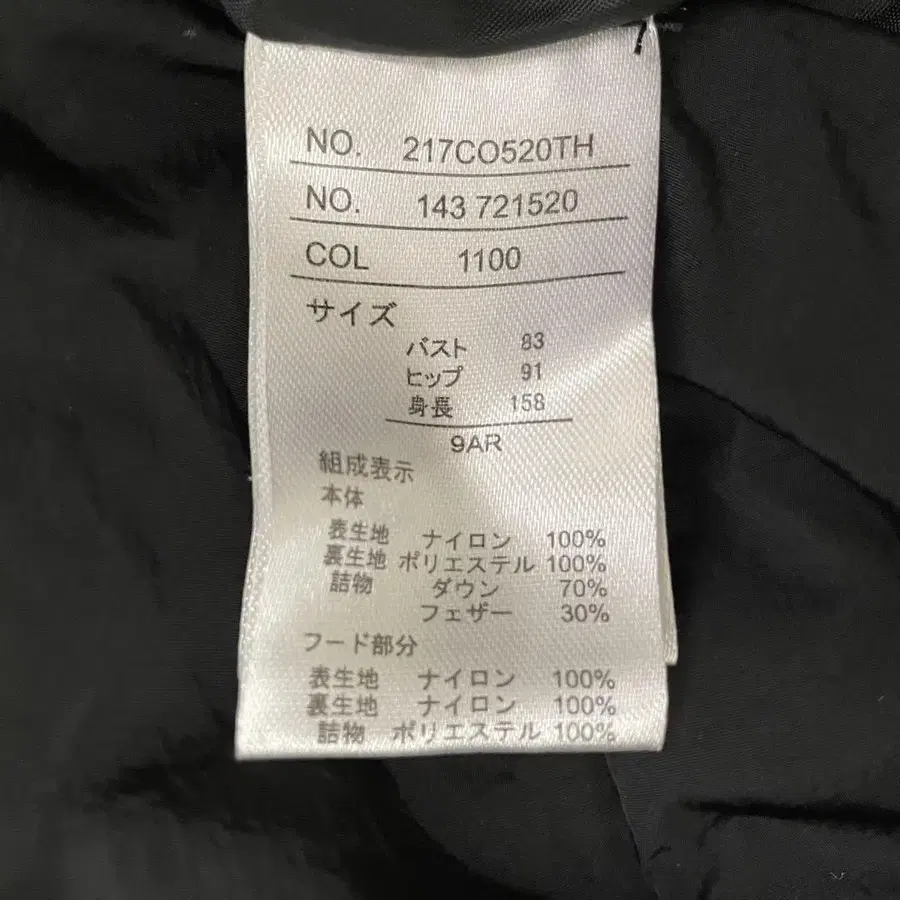 NO. 217CO520TH
NO. 143 721520
COL 1100
サイズ
バスト 83
ヒップ 91
身長 158
9AR
組成表示
本体
表生地 ナイロン 100%
裏生地 ポリエステル 100%
詰物 ダウン 70%
フェザー 30%
フード部分
表生地 ナイロン 100%
裏生地 ナイロン 100%
詰物 ポリエステル 100%